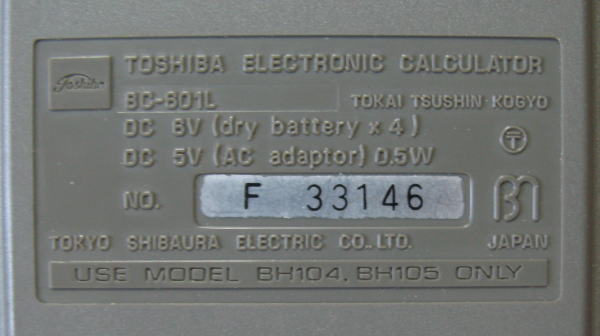 Toshiba
TOSHIBA ELECTRONIC CALCULATOR
BC-601L TOKAI TSUSHIN KOGYO
DC 6V (dry battery x 4)
DC 5V (AC adaptor) 0.5W
NO. F 33146
TOKYO SHIBAURA ELECTRIC CO., LTD. JAPAN
USE MODEL BH104, BH105 ONLY